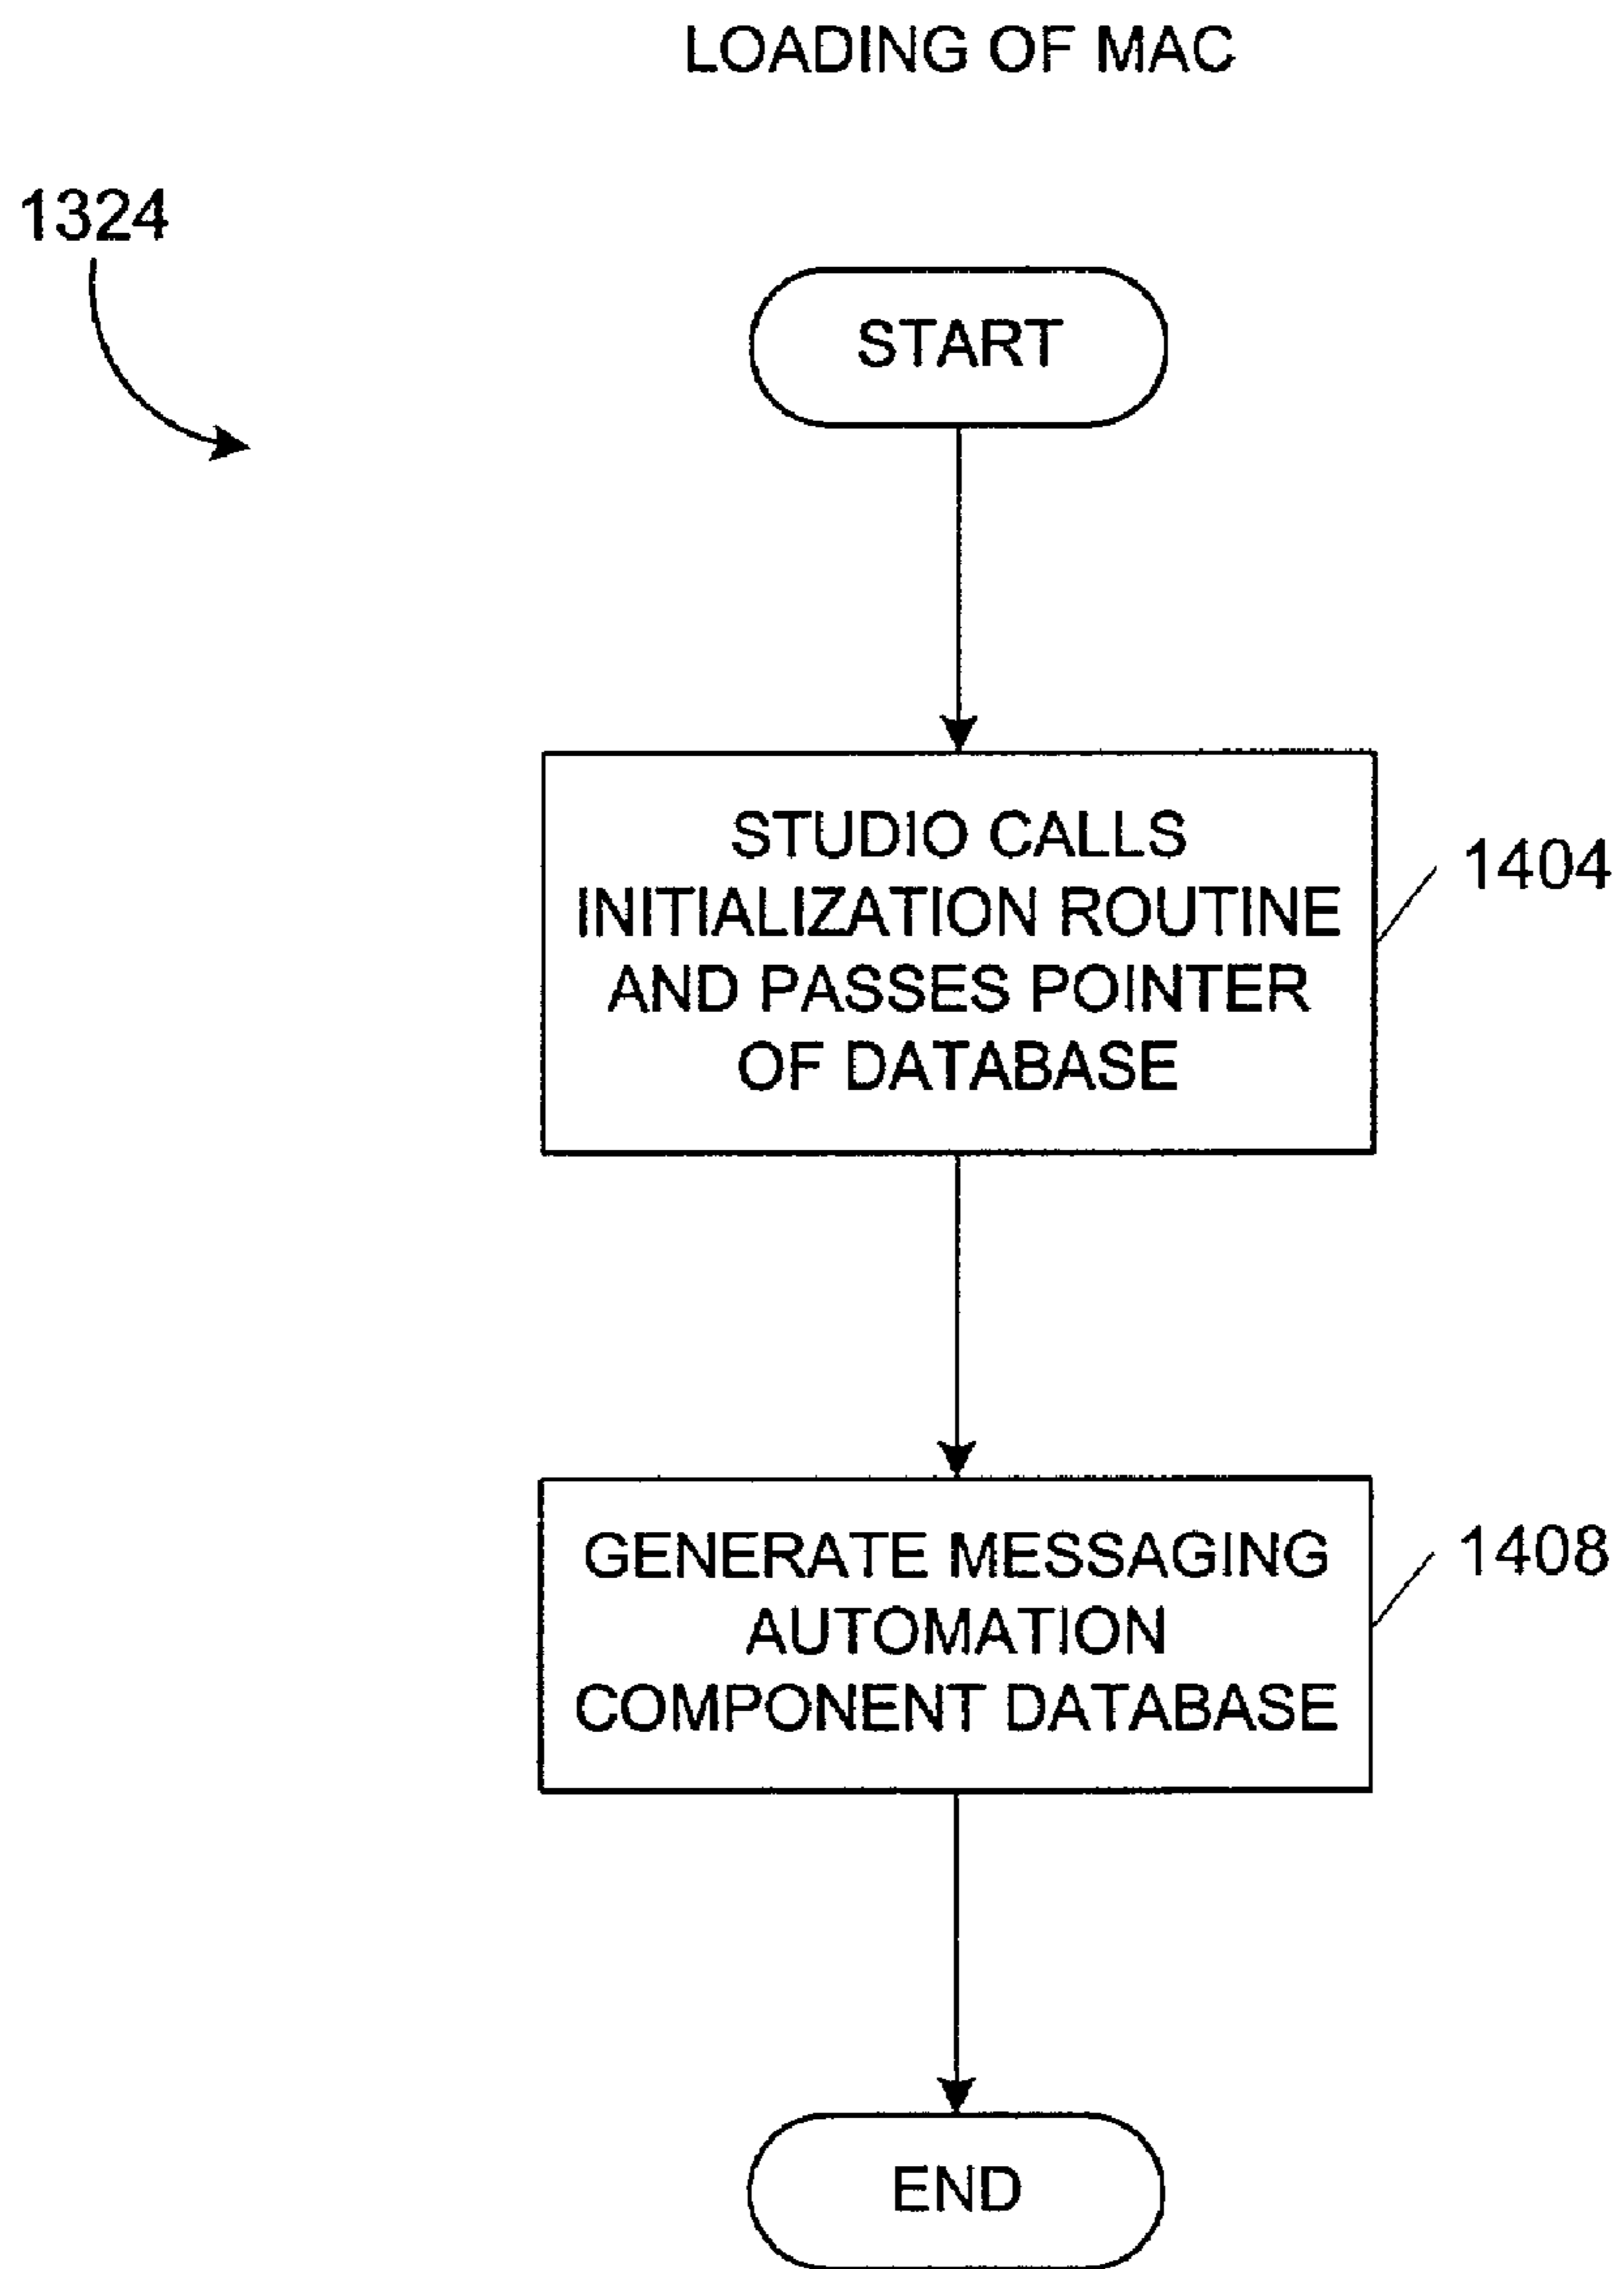 LOADING OF MAC
1324
START
STUDIO CALLS
INITIALIZATION ROUTINE
AND PASSES POINTER
OF DATABASE
1404
GENERATE MESSAGING
AUTOMATION
COMPONENT DATABASE
1408
END